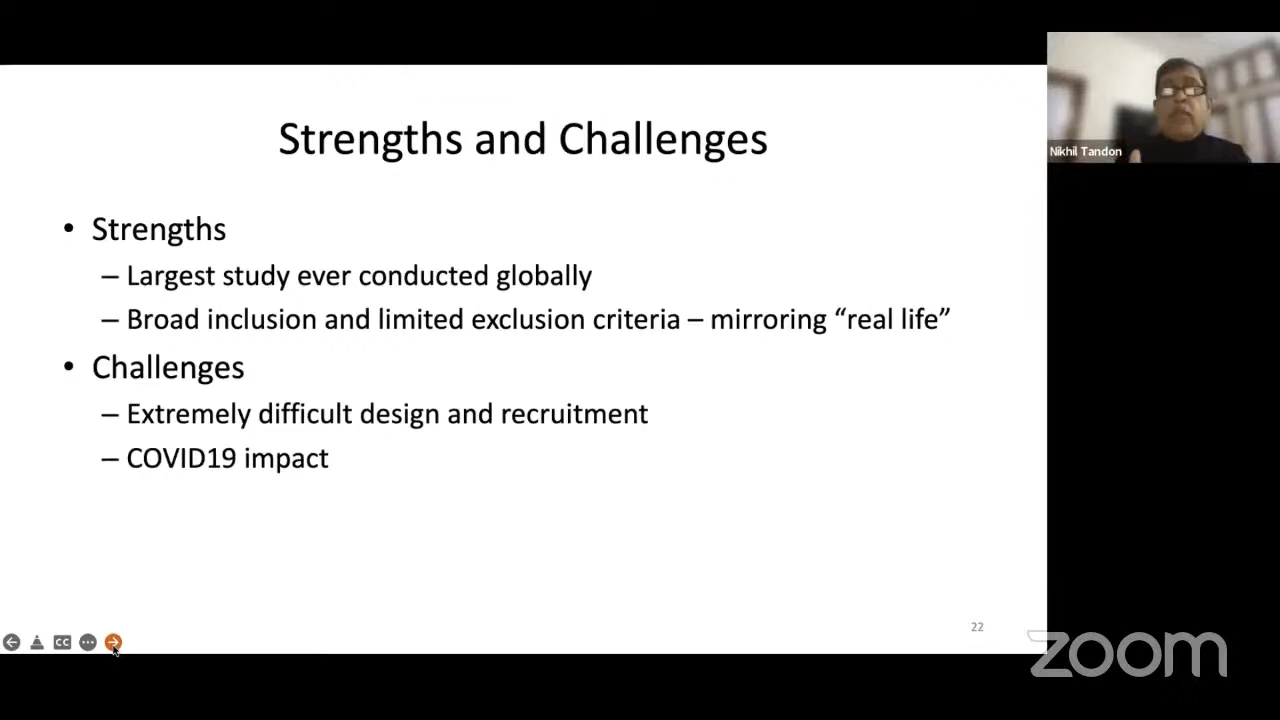 Strengths and Challenges
• Strengths
– Largest study ever conducted globally
– Broad inclusion and limited exclusion criteria – mirroring “real life”
• Challenges
– Extremely difficult design and recruitment
– COVID19 impact
22
CC
Nikhil Tandon
zoom